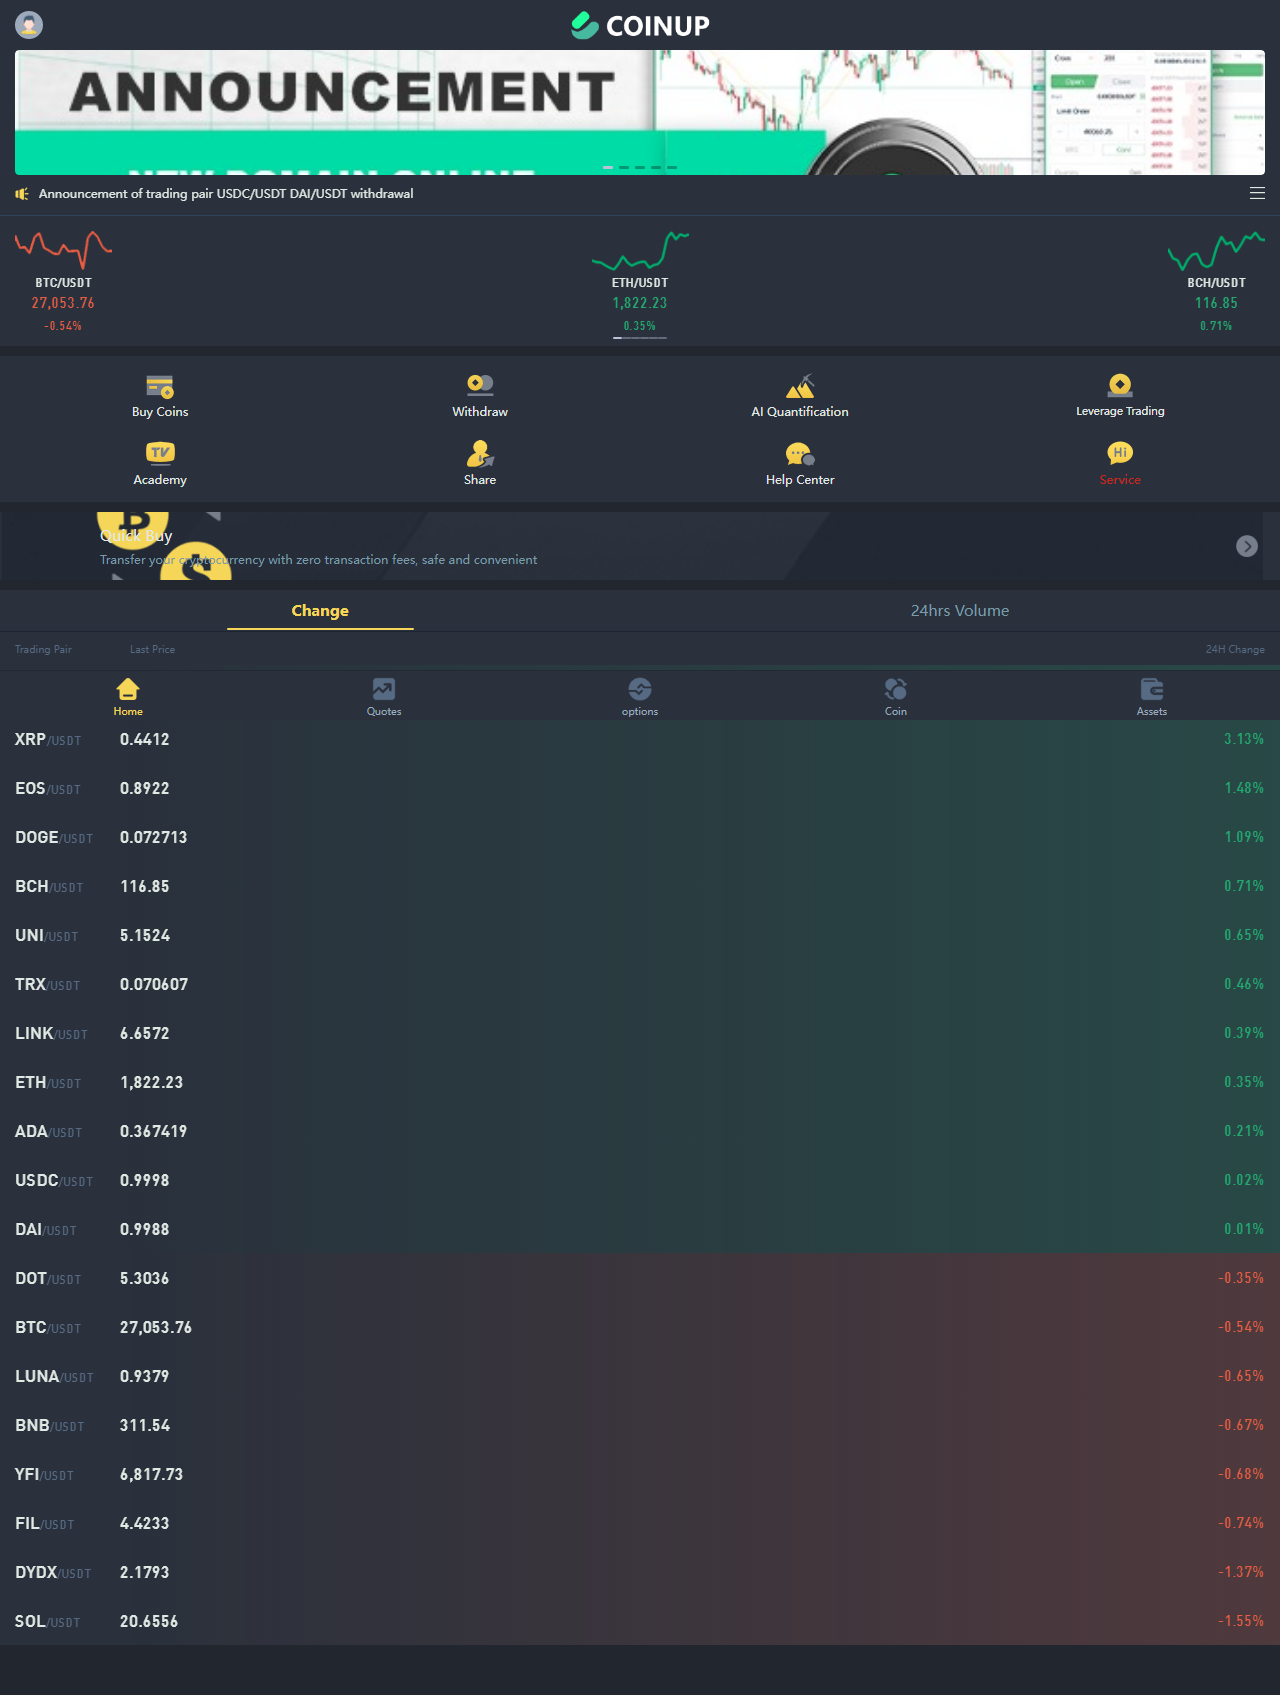 COINUP
ANNOUNCEMENT
NEW DOMAIN ONLINE
Open Close
Limit Order
Announcement of trading pair USDC/USDT DAI/USDT withdrawal
BTC/USDT ETH/USDT BCH/USDT
27,053.76 1,822.23 116.85
-0.54% 0.35% 0.71%
Buy Coins Withdraw AI Quantification Leverage Trading
TV Hi
Academy Share Help Center Service
Quick Buy
Transfer your cryptocurrency with zero transaction fees, safe and convenient
Change 24hrs Volume
Trading Pair Last Price 24H Change
Home Quotes options Coin Assets
XRP/USDT 0.4412 3.13%
EOS/USDT 0.8922 1.48%
DOGE/USDT 0.072713 1.09%
BCH/USDT 116.85 0.71%
UNI/USDT 5.1524 0.65%
TRX/USDT 0.070607 0.46%
LINK/USDT 6.6572 0.39%
ETH/USDT 1,822.23 0.35%
ADA/USDT 0.367419 0.21%
USDC/USDT 0.9998 0.02%
DAI/USDT 0.9988 0.01%
DOT/USDT 5.3036 -0.35%
BTC/USDT 27,053.76 -0.54%
LUNA/USDT 0.9379 -0.65%
BNB/USDT 311.54 -0.67%
YFI/USDT 6,817.73 -0.68%
FIL/USDT 4.4233 -0.74%
DYDX/USDT 2.1793 -1.37%
SOL/USDT 20.6556 -1.55%